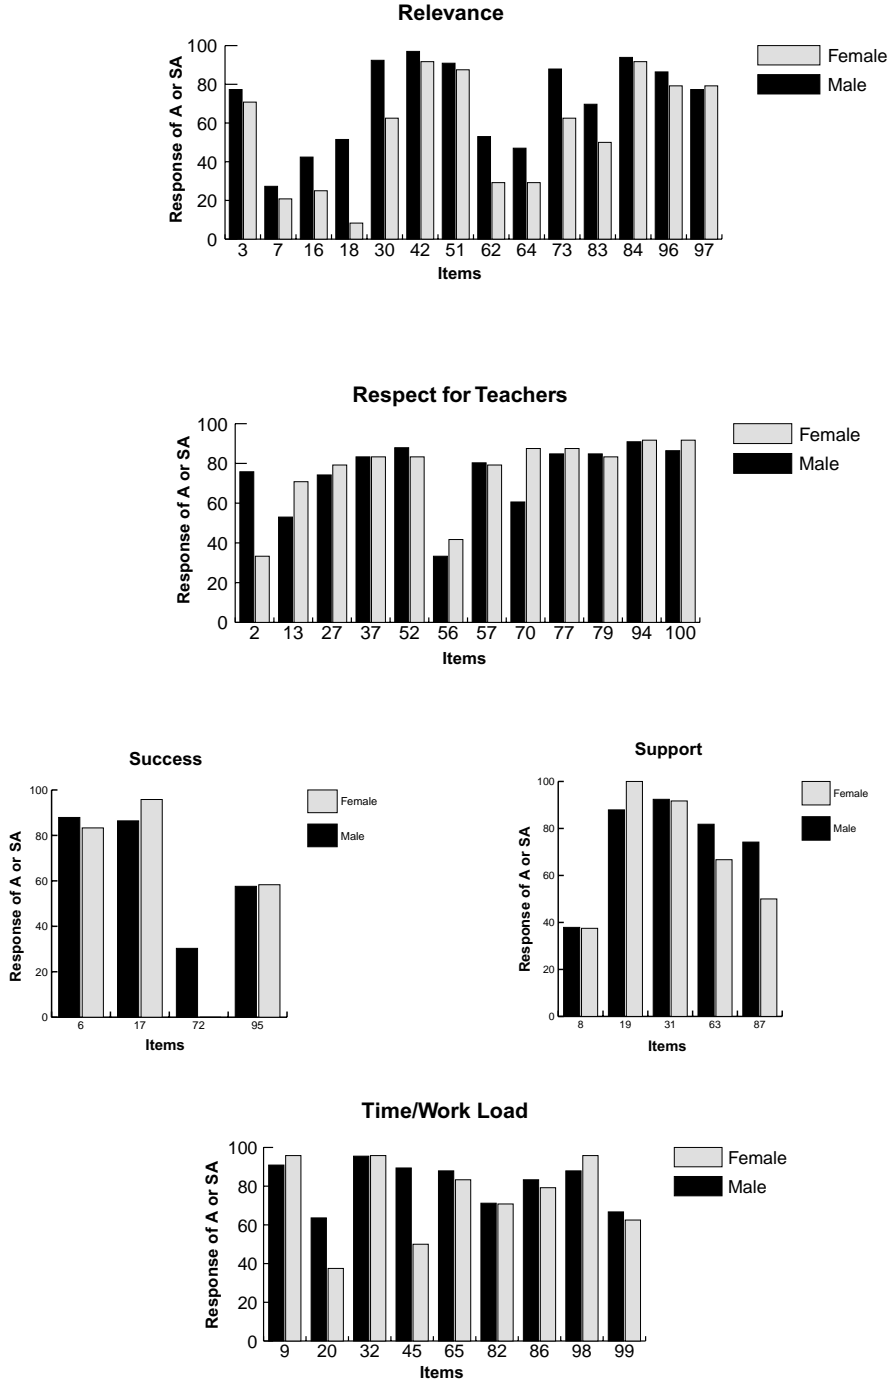 Relevance
Response of A or SA
100
80
60
40
20
0
3 7 16 18 30 42 51 62 64 73 83 84 96 97
Items
Female
Male
Respect for Teachers
Response of A or SA
100
80
60
40
20
0
2 13 27 37 52 56 57 70 77 79 94 100
Items
Female
Male
Success
Response of A or SA
100
80
60
40
20
0
6 17 72 95
Items
Female
Male
Support
Response of A or SA
100
80
60
40
20
0
8 19 31 63 87
Items
Female
Male
Time/Work Load
Response of A or SA
100
80
60
40
20
0
9 20 32 45 65 82 86 98 99
Items
Female
Male